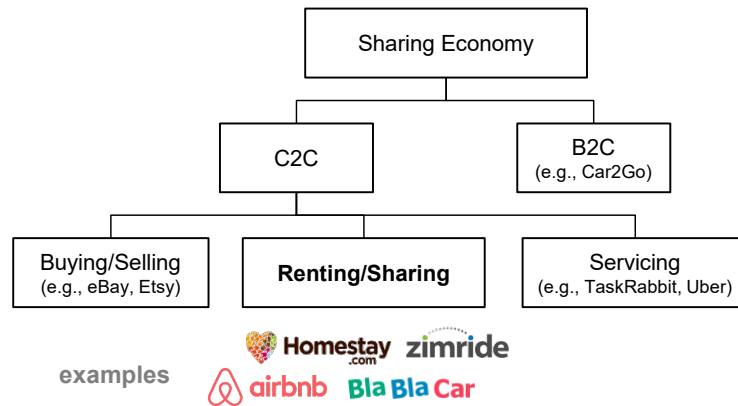 Sharing Economy
C2C
B2C
(e.g., Car2Go)
Buying/Selling
(e.g., eBay, Etsy)
Renting/Sharing
Servicing
(e.g., TaskRabbit, Uber)
examples
Homestay
.com
zimride
airbnb
BlaBlaCar